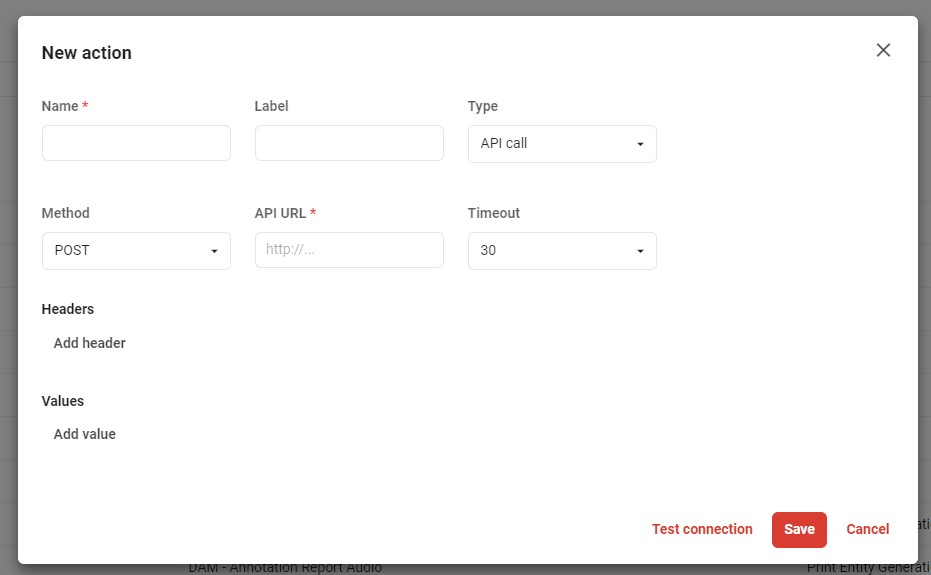 New action
Name *
Label
Type
API call
Method
API URL *
Timeout
POST
http://...
30
Headers
Add header
Values
Add value
Test connection
Save
Cancel
DAM - Annotation Report Audio
Print Entity Generati